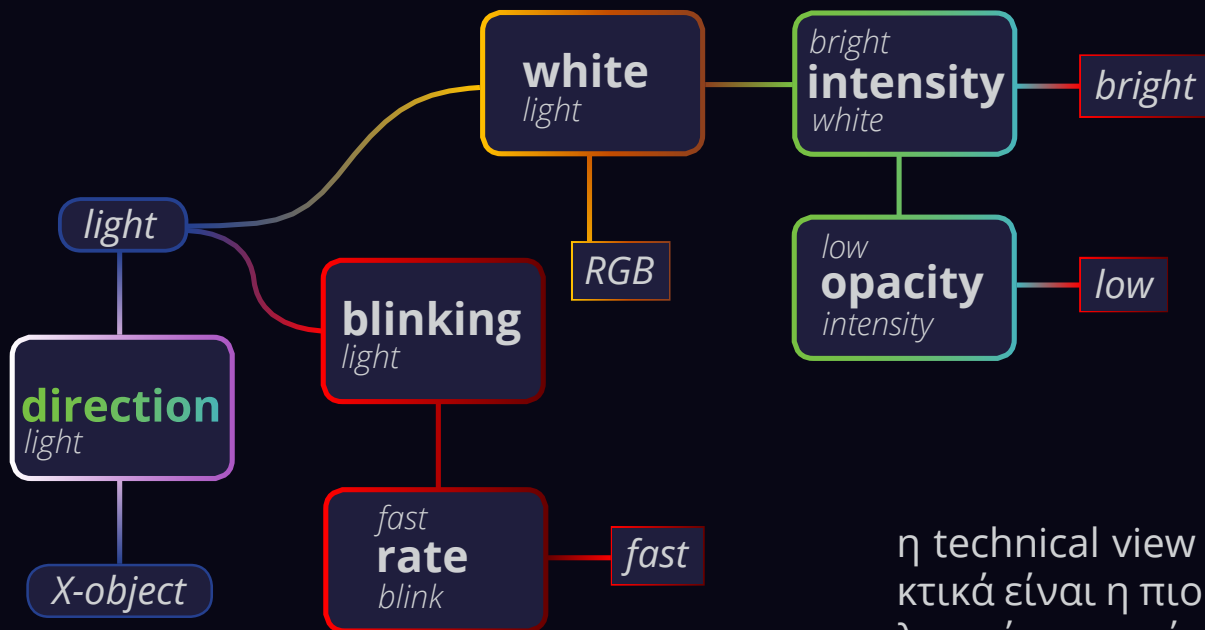 white
light
bright
intensity
white
bright
light
RGB
low
opacity
intensity
low
blinking
light
direction
light
fast
rate
blink
fast
X-object
η technical view
κτικά είναι η πιο